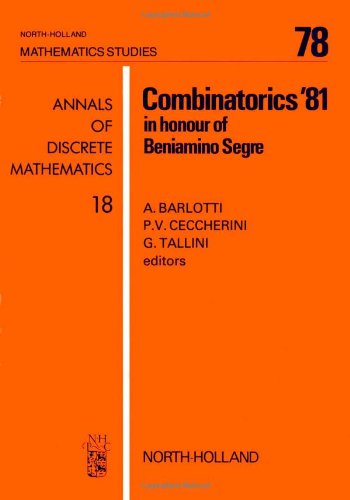 NORTH-HOLLAND
MATHEMATICS STUDIES
78
ANNALS
OF
DISCRETE
MATHEMATICS
18
Combinatorics '81
in honour of
Beniamino Segre
A. BARLOTTI
P.V. CECCHERINI
G. TALLINI
editors
NORTH-HOLLAND